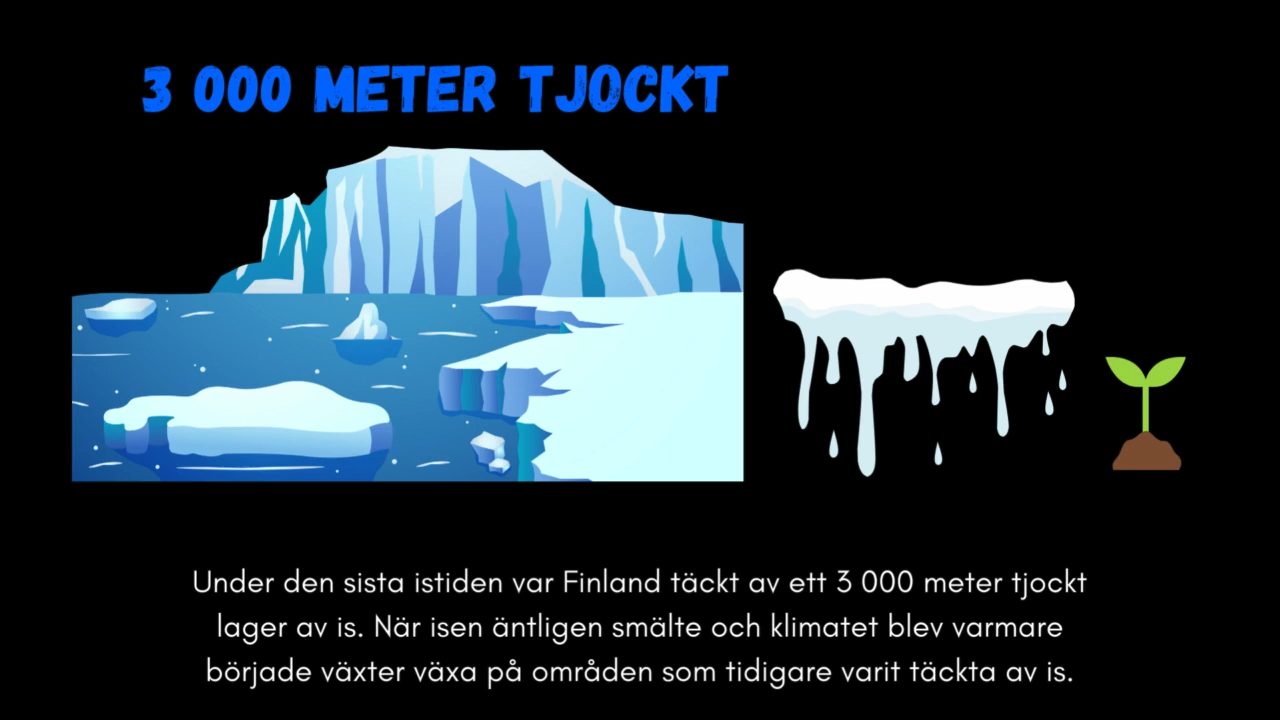 3 000 METER TJOCKT
Under den sista istiden var Finland täckt av ett 3 000 meter tjockt
lager av is. När isen äntligen smälte och klimatet blev varmare
började växter växa på områden som tidigare varit täckta av is.